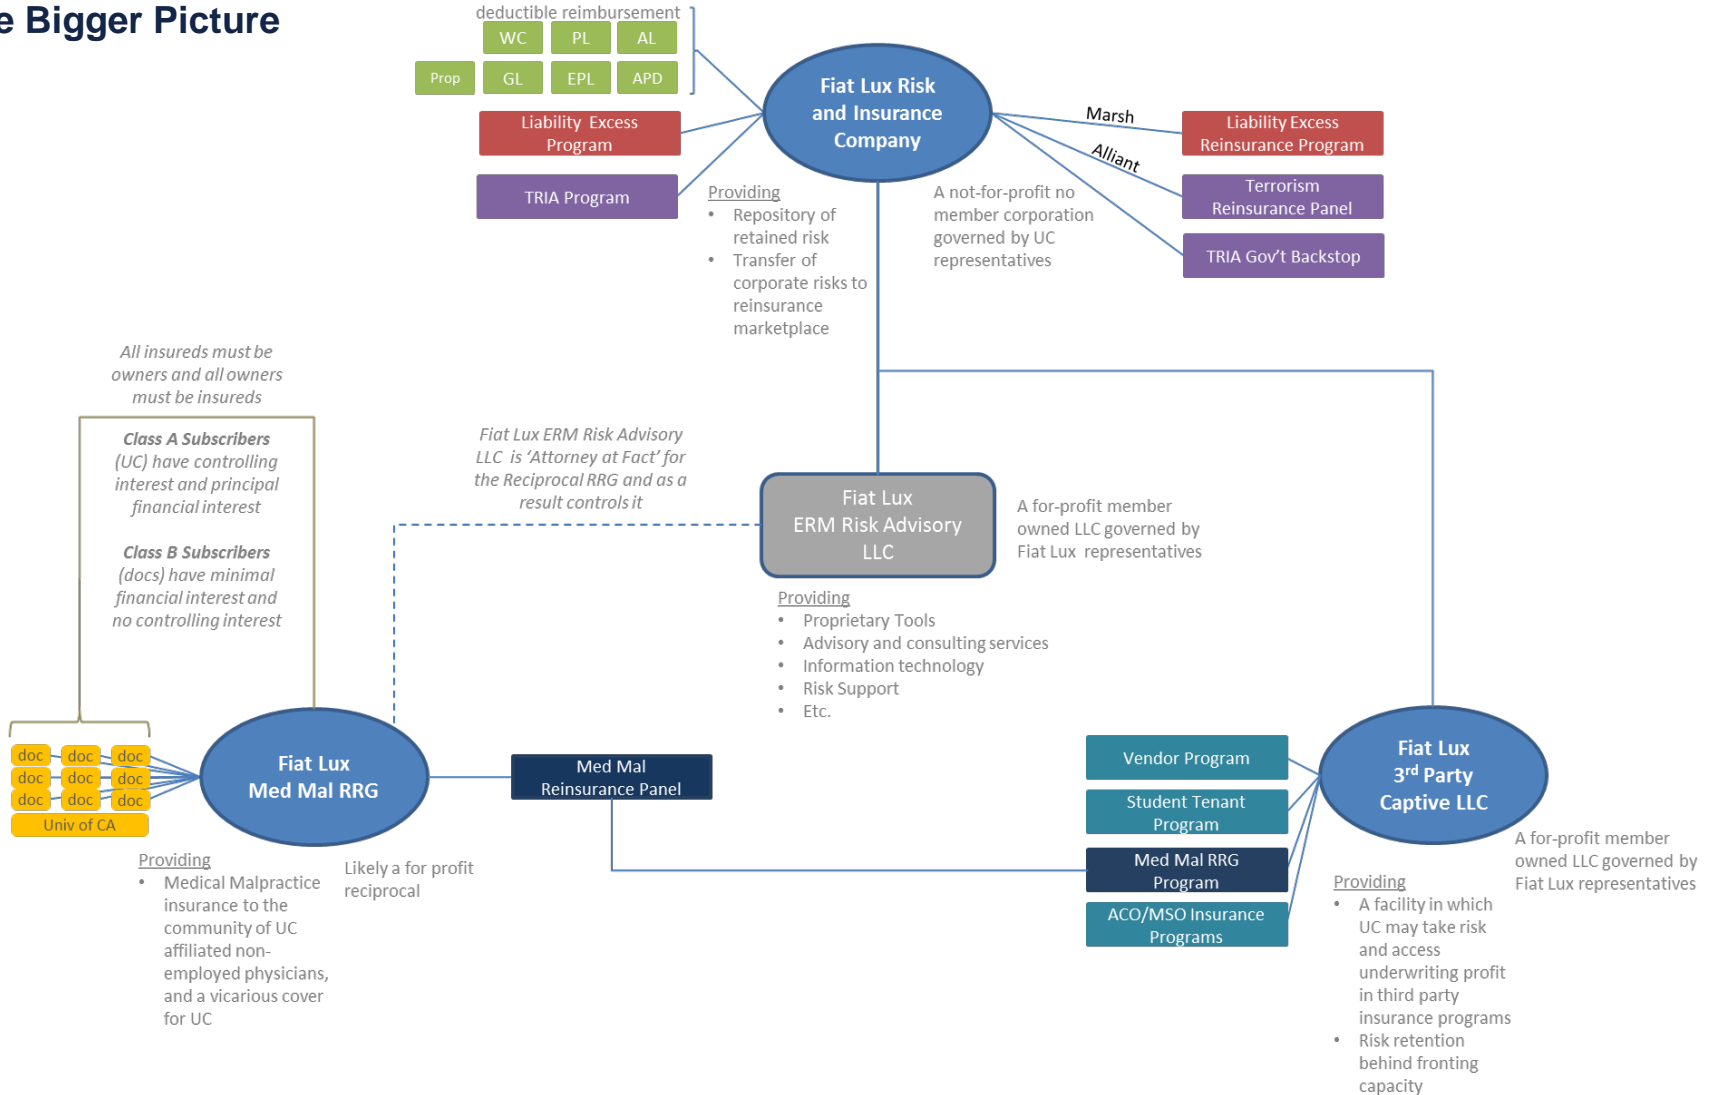 e Bigger Picture
deductible reimbursement
WC PL AL
Prop GL EPL APD
Liability Excess
Program
TRIA Program
Fiat Lux Risk
and Insurance
Company
Marsh
Alliant
Liability Excess
Reinsurance Program
Terrorism
Reinsurance Panel
TRIA Gov't Backstop
Providing
• Repository of
retained risk
• Transfer of
corporate risks to
reinsurance
marketplace
A not-for-profit no
member corporation
governed by UC
representatives
All insureds must be
owners and all owners
must be insureds
Class A Subscribers
(UC) have controlling
interest and principal
financial interest
Class B Subscribers
(docs) have minimal
financial interest and
no controlling interest
Fiat Lux ERM Risk Advisory
LLC is ‘Attorney at Fact’ for
the Reciprocal RRG and as a
result controls it
Fiat Lux
ERM Risk Advisory
LLC
A for-profit member
owned LLC governed by
Fiat Lux representatives
Providing
• Proprietary Tools
• Advisory and consulting services
• Information technology
• Risk Support
• Etc.
doc doc doc
doc doc doc
doc doc doc
Univ of CA
Fiat Lux
Med Mal RRG
Med Mal
Reinsurance Panel
Providing
• Medical Malpractice
insurance to the
community of UC
affiliated non-
employed physicians,
and a vicarious cover
for UC
Likely a for profit
reciprocal
Vendor Program
Student Tenant
Program
Med Mal RRG
Program
ACO/MSO Insurance
Programs
Fiat Lux
3rd Party
Captive LLC
A for-profit member
owned LLC governed by
Fiat Lux representatives
Providing
• A facility in which
UC may take risk
and access
underwriting profit
in third party
insurance programs
• Risk retention
behind fronting
capacity